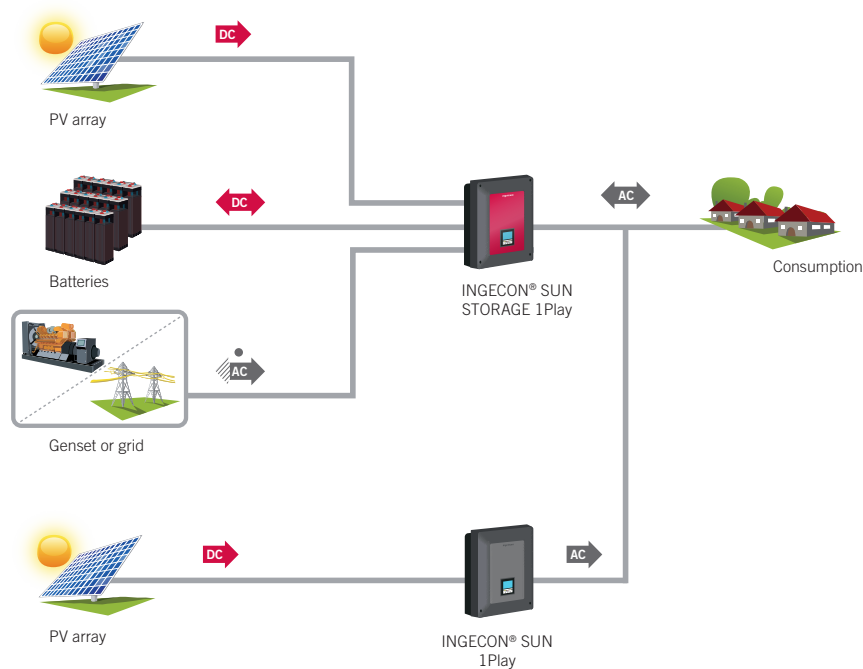 DC
PV array
DC
AC
Batteries
Consumption
INGECON® SUN
STORAGE 1Play
AC
Genset or grid
DC
AC
PV array
INGECON® SUN
1Play